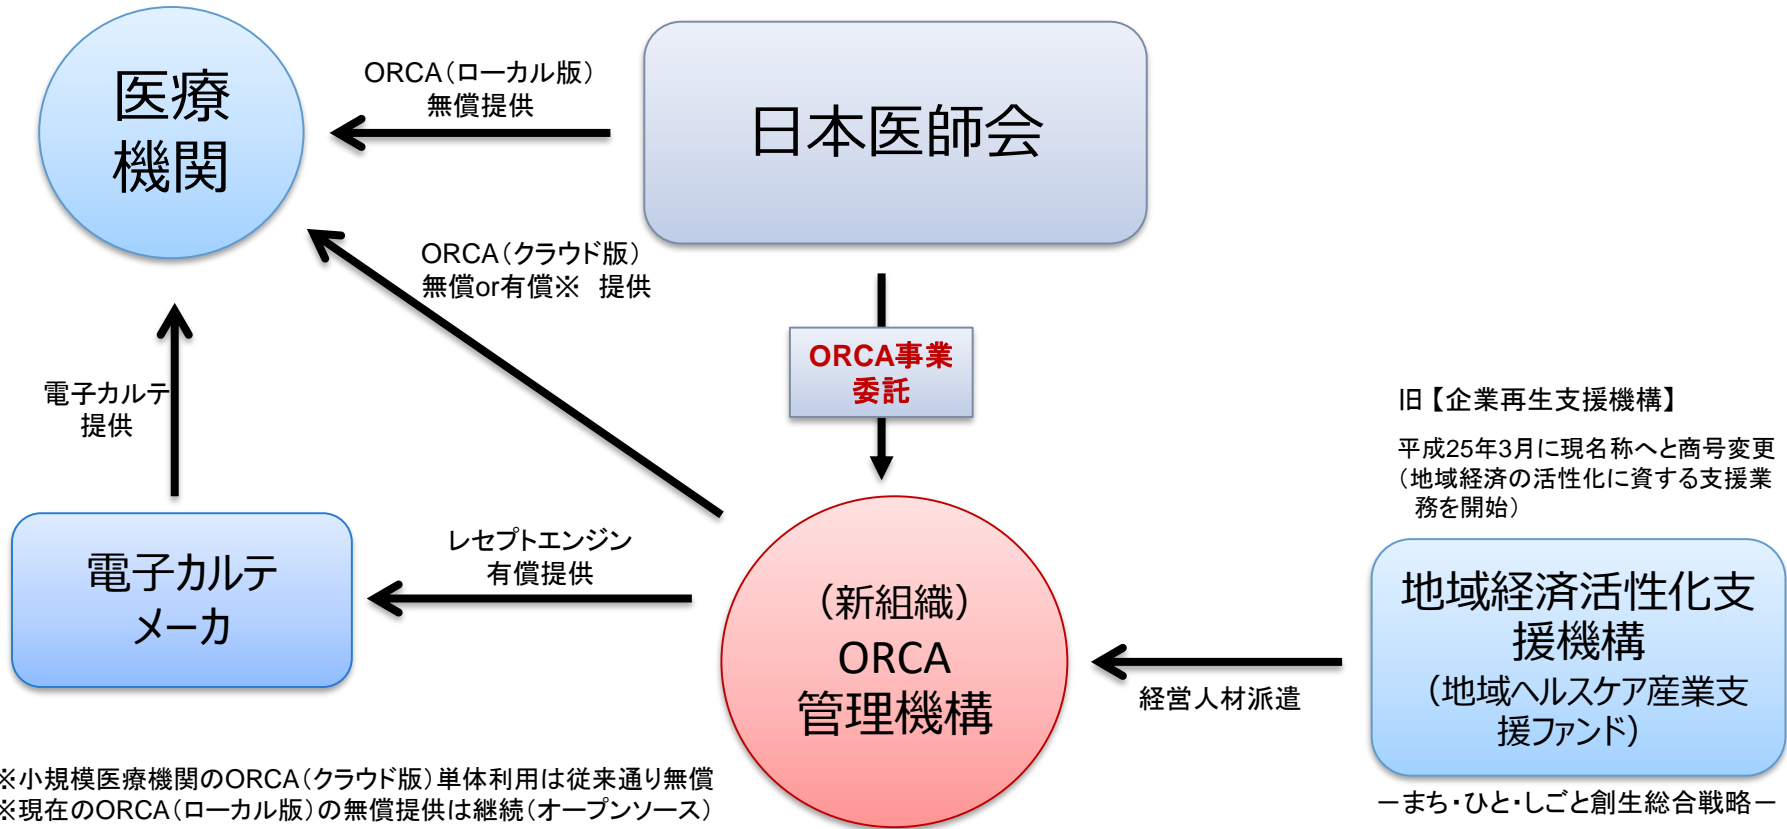 医療
機関
ORCA（ローカル版）
無償提供
日本医師会
ORCA（クラウド版）
無償or有償※　提供
ORCA事業
委託
電子カルテ
提供
旧【企業再生支援機構】
平成25年3月に現名称へと商号変更
（地域経済の活性化に資する支援業
務を開始）
電子カルテ
メーカ
レセプトエンジン
有償提供
（新組織）
ORCA
管理機構
経営人材派遣
地域経済活性化支
援機構
（地域ヘルスケア産業支
援ファンド）
－まち・ひと・しごと創生総合戦略－
※小規模医療機関のORCA（クラウド版）単体利用は従来通り無償
※現在のORCA（ローカル版）の無償提供は継続（オープンソース）